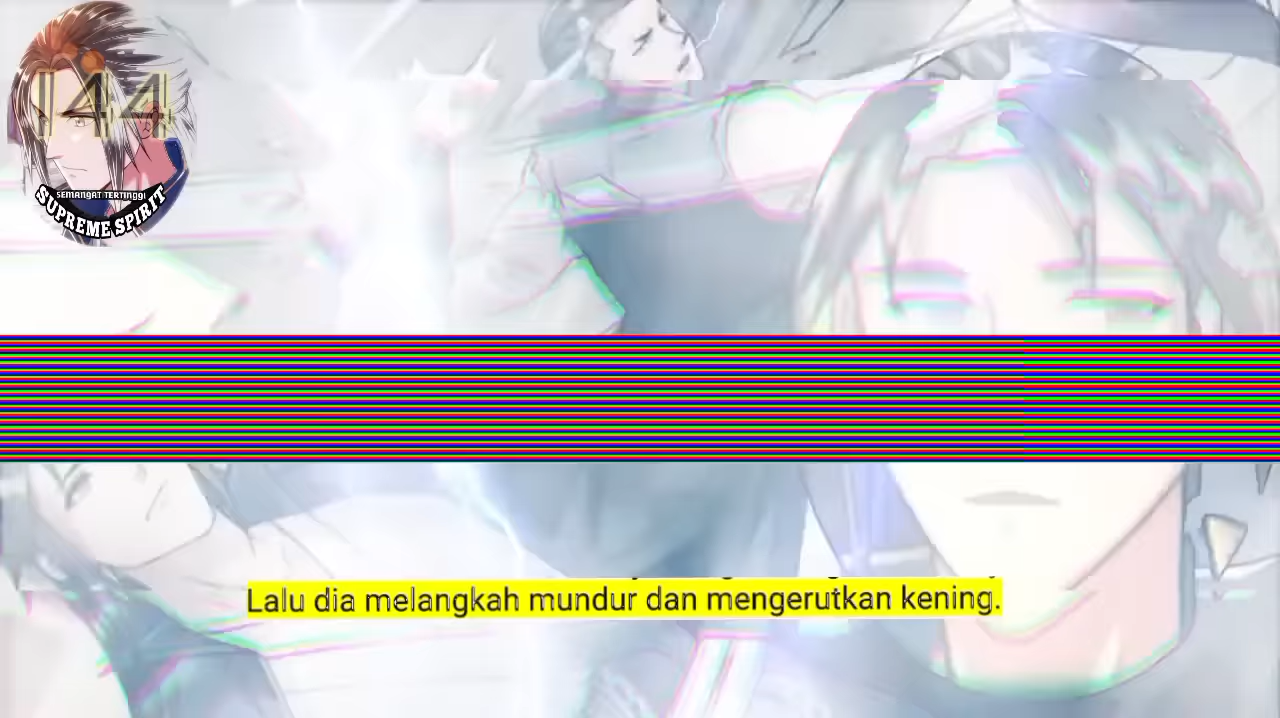 144
SEMANGAT TERTINGGI
SUPREME SPIRIT
Lalu dia melangkah mundur dan mengerutkan kening.